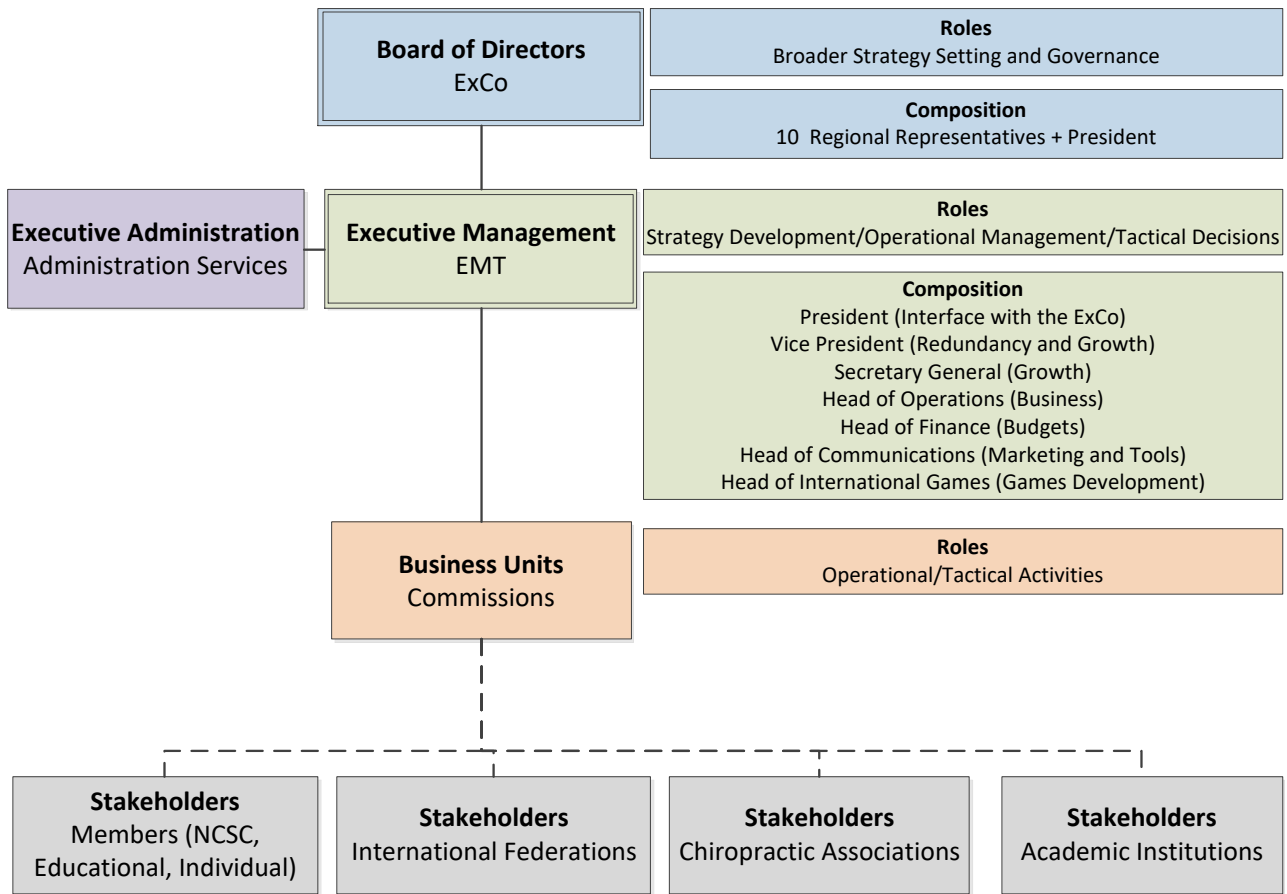 Board of Directors
ExCo
Roles
Broader Strategy Setting and Governance
Composition
10 Regional Representatives + President
Executive Administration
Administration Services
Executive Management
EMT
Roles
Strategy Development/Operational Management/Tactical Decisions
Composition
President (Interface with the ExCo)
Vice President (Redundancy and Growth)
Secretary General (Growth)
Head of Operations (Business)
Head of Finance (Budgets)
Head of Communications (Marketing and Tools)
Head of International Games (Games Development)
Business Units
Commissions
Roles
Operational/Tactical Activities
Stakeholders
Members (NCSC,
Educational, Individual)
Stakeholders
International Federations
Stakeholders
Chiropractic Associations
Stakeholders
Academic Institutions